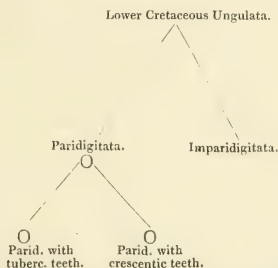 Lower Cretaceous Ungulata.
Paridigitata.
Imparidigitata.
Parid. with
tuberc. teeth.
Parid. with
crescentic teeth.